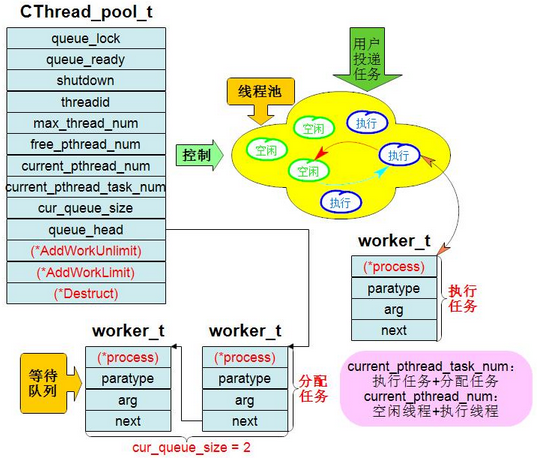 CThread_pool_t
queue_lock
queue_ready
shutdown
threadid
max_thread_num
free_pthread_num
current_pthread_num
current_pthread_task_num
cur_queue_size
queue_head
(*AddWorkUnlimit)
(*AddWorkLimit)
(*Destruct)
控制
线程池
用户
投递
任务
空闲
执行
空闲
执行
空闲
执行
worker_t
(*process)
paratype
arg
next
执行
任务
等待
队列
worker_t
(*process)
paratype
arg
next
worker_t
(*process)
paratype
arg
next
分配
任务
cur_queue_size = 2
current_pthread_task_num：
执行任务+分配任务
current_pthread_num：
空闲线程+执行线程